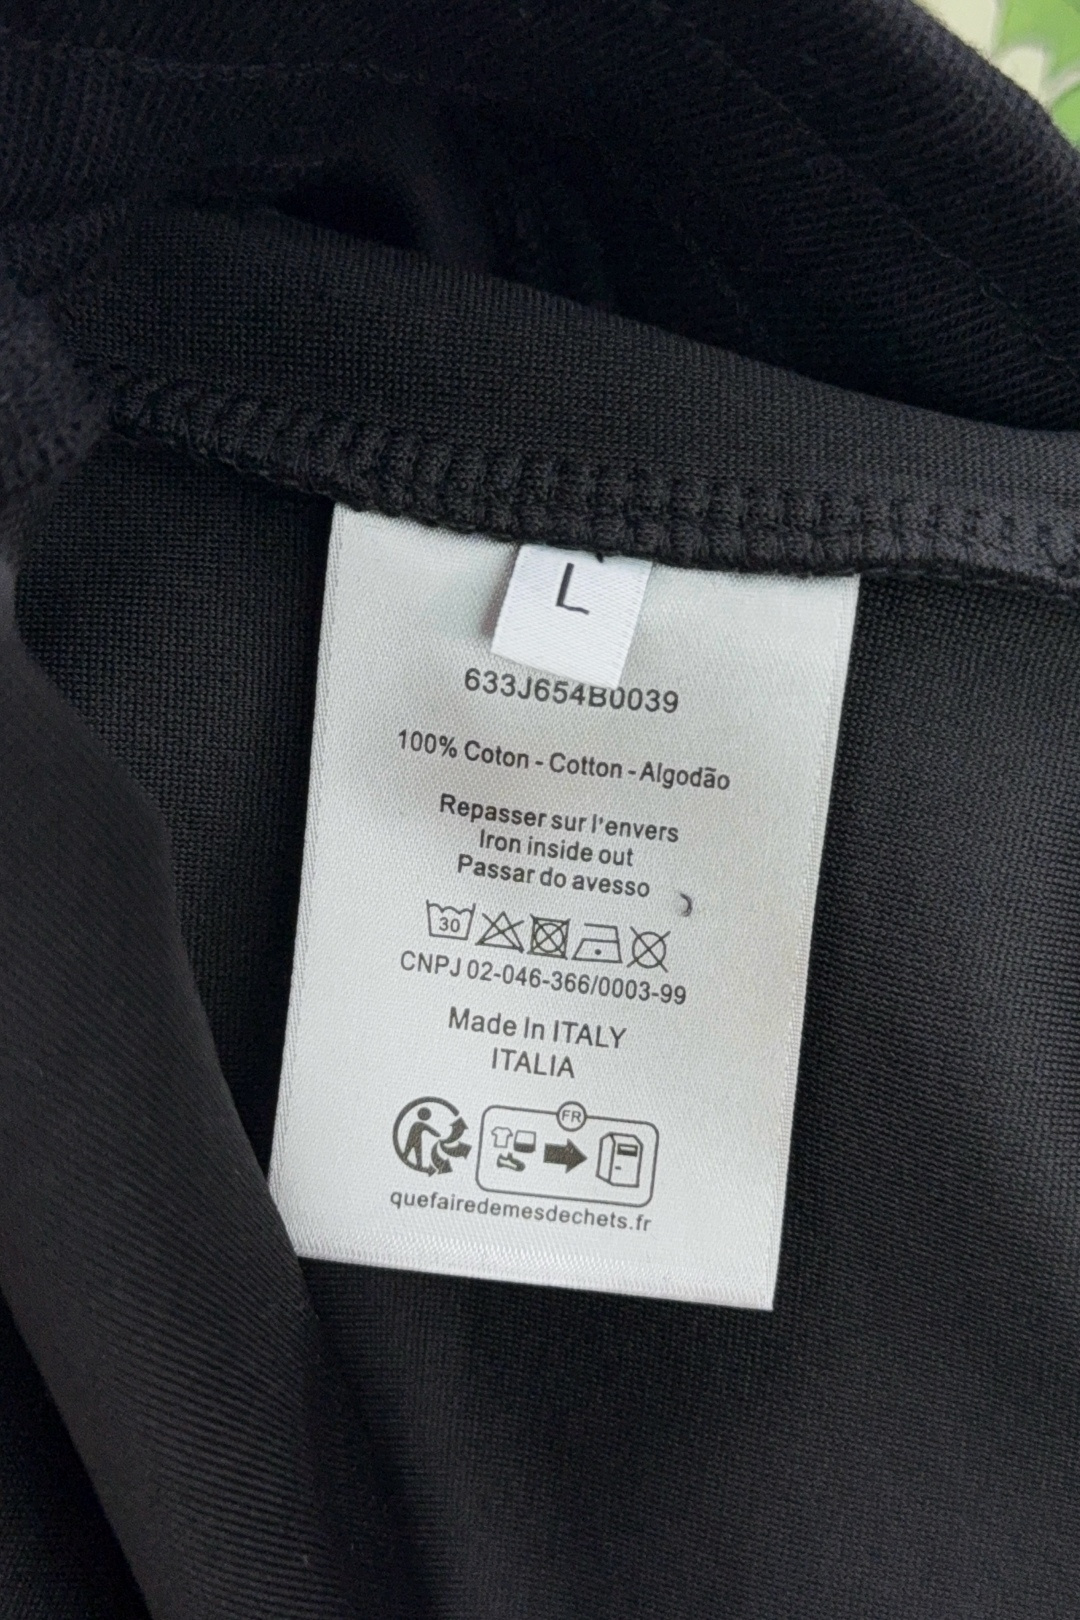 L
633J654B0039
100% Coton - Cotton - Algodão
Repasser sur l'envers
Iron inside out
Passar do avesso
30
CNPJ 02-046-366/0003-99
Made In ITALY
ITALIA
FR
quefairedemesdechets.fr